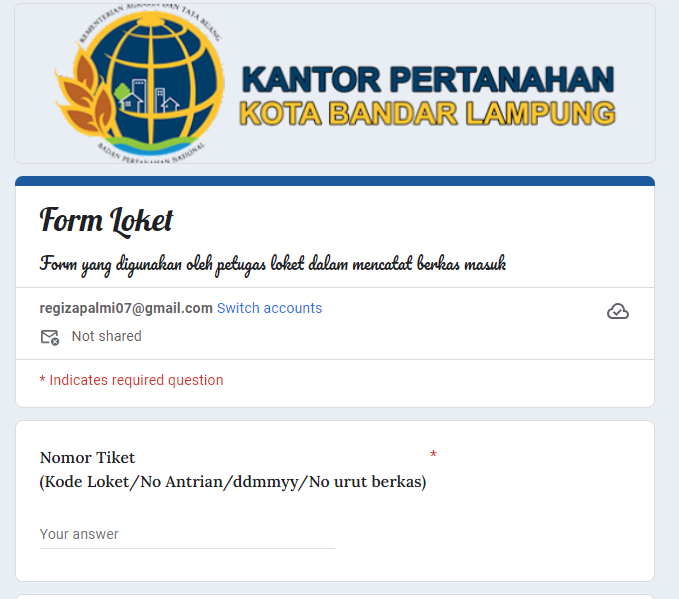 KEMENTERIAN AGRARIA DAN TATA RUANG
KANTOR PERTANAHAN
KOTA BANDAR LAMPUNG
BADAN PERTANAHAN NASIONAL
Form Loket
Form yang digunakan oleh petugas loket dalam mencatat berkas masuk
regizapalmi07@gmail.com Switch accounts
Not shared
* Indicates required question
Nomor Tiket *
(Kode Loket/No Antrian/ddmmyy/No urut berkas)
Your answer